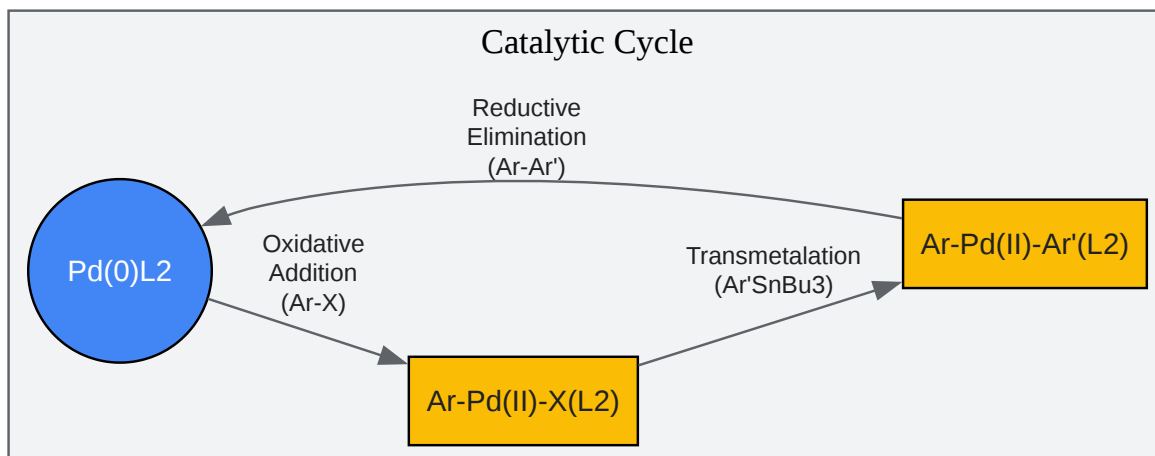 Catalytic Cycle
Reductive
Elimination
(Ar-Ar')
Pd(0)L2
Oxidative
Addition
(Ar-X)
Transmetalation
(Ar'SnBu3)
Ar-Pd(II)-Ar'(L2)
Ar-Pd(II)-X(L2)